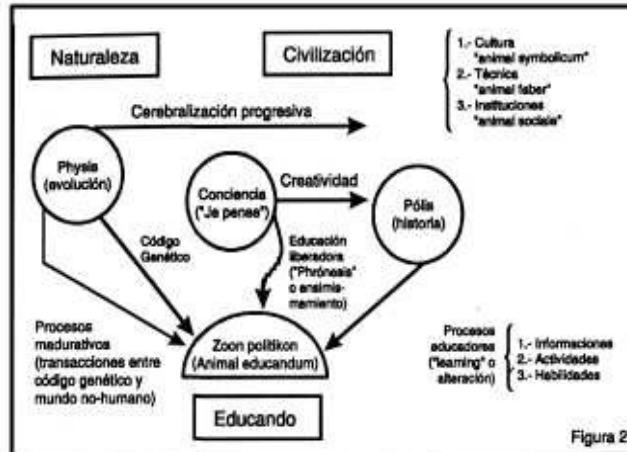 Naturaleza
Civilización
1.- Cultura
"animal symbolicum"
2.- Técnica
"animal faber"
3.- Instituciones
"animal sociale"
Cerebralización progresiva
Physis
(evolución)
Conciencia
("Je pense")
Creatividad
Pólis
(historia)
Código
Genético
Educación
liberadora
("Phrónesis"
o ensimis-
mamiento)
Procesos
madurativos
(transacciones entre
código genético y
mundo no-humano)
Zoon politikon
(Animal educandum)
Procesos
educadores
("learning" o
alteración)
1.- Informaciones
2.- Actividades
3.- Habilidades
Educando
Figura 2